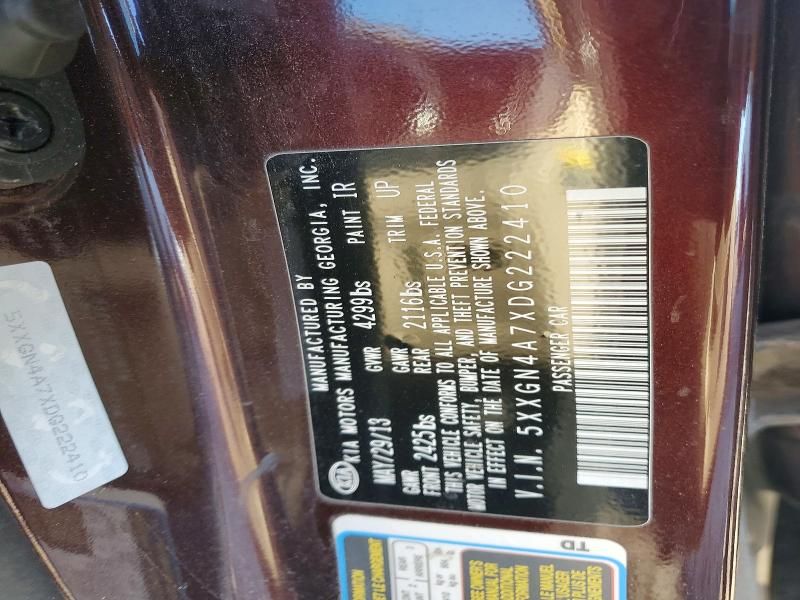 KIA
MANUFACTURED BY
KIA MOTORS MANUFACTURING GEORGIA, INC.
MAY/29/13 GVWR 4299lbs PAINT IR
GAWR FRONT 2425lbs GAWR REAR 2116lbs TRIM UP
THIS VEHICLE CONFORMS TO ALL APPLICABLE U.S.A. FEDERAL
MOTOR VEHICLE SAFETY, BUMPER, AND THEFT PREVENTION STANDARDS
IN EFFECT ON THE DATE OF MANUFACTURE SHOWN ABOVE.
V.I.N. 5XXGN4A7XDG222410
PASSENGER CAR
5XXGN4A7XDG222410
TD